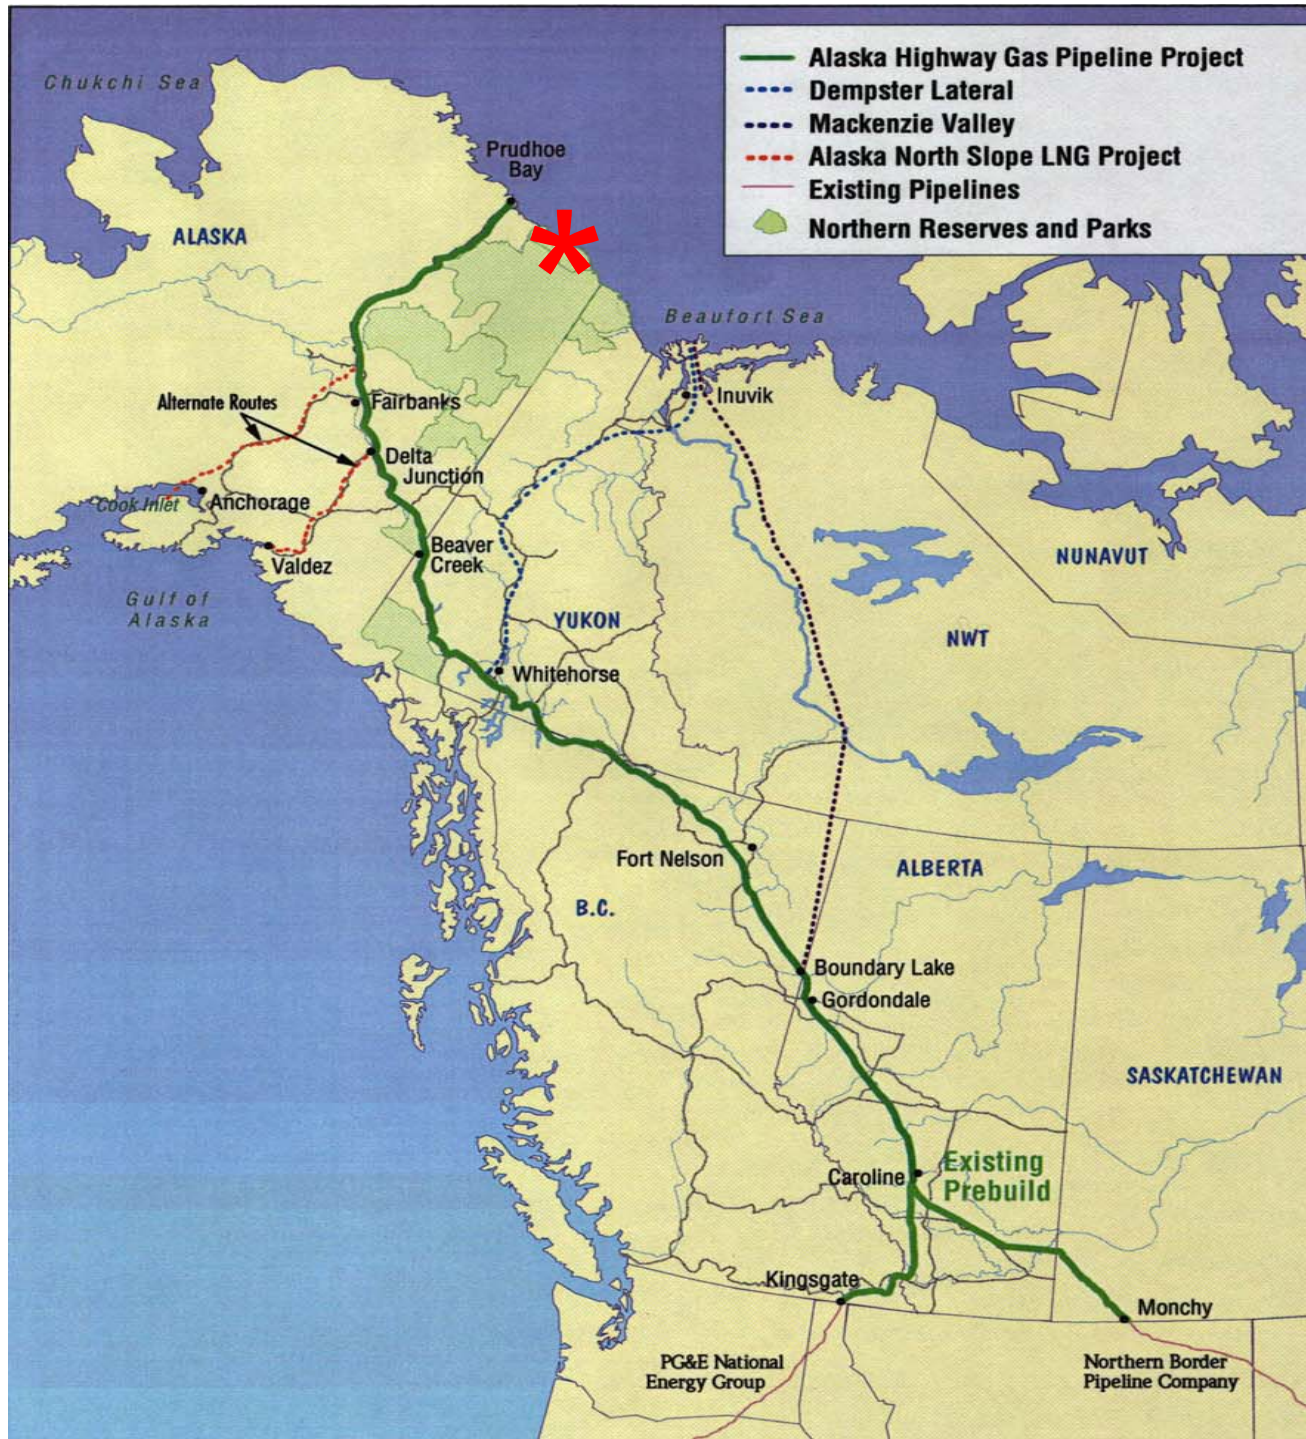 Chukchi Sea
Alaska Highway Gas Pipeline Project
Dempster Lateral
Mackenzie Valley
Alaska North Slope LNG Project
Existing Pipelines
Northern Reserves and Parks
Prudhoe
Bay
*
ALASKA
Beaufort Sea
Inuvik
Alternate Routes
Fairbanks
Delta
Junction
Cook Inlet
Anchorage
Valdez
Beaver
Creek
NUNAVUT
Gulf of
Alaska
YUKON
NWT
Whitehorse
Fort Nelson
ALBERTA
B.C.
Boundary Lake
Gordondale
SASKATCHEWAN
Existing
Prebuild
Caroline
Kingsgate
Monchy
PG&E National
Energy Group
Northern Border
Pipeline Company